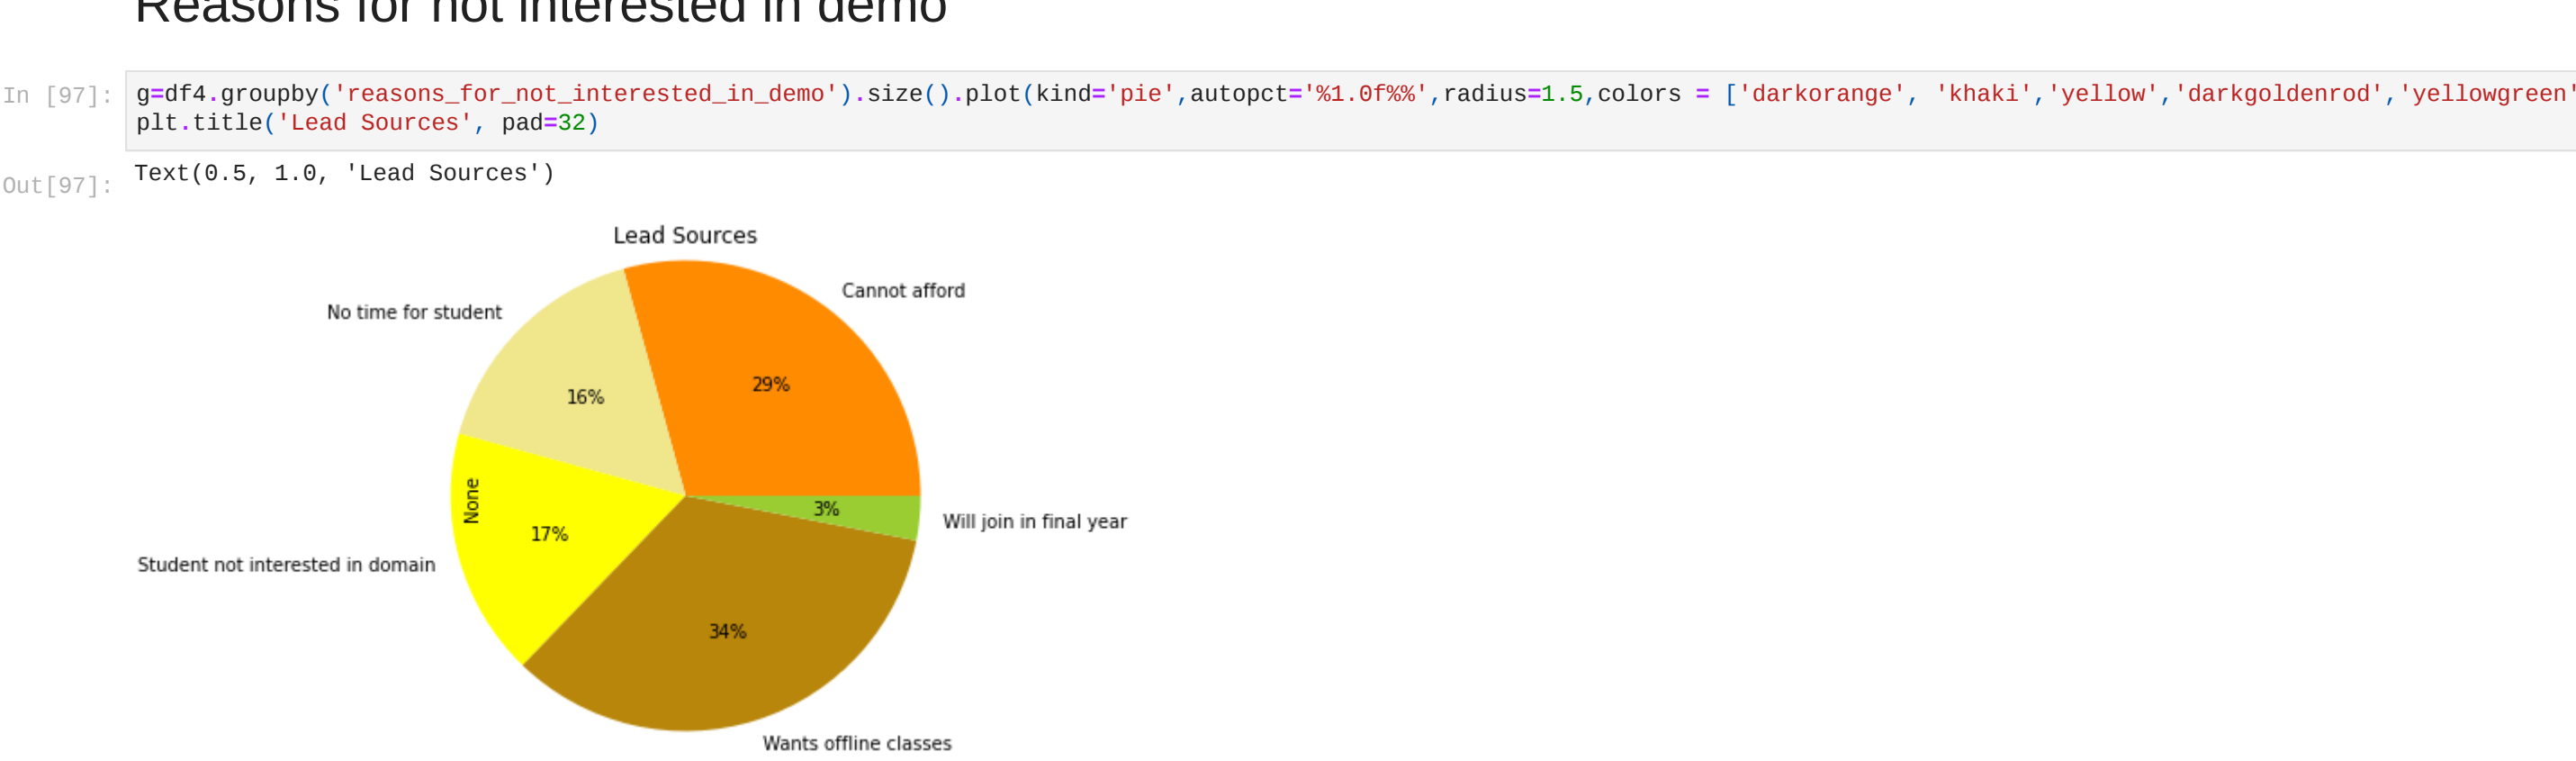 Reasons for not interested in demo
In [97]: g=df4.groupby('reasons_for_not_interested_in_demo').size().plot(kind='pie',autopct='%1.0f%%',radius=1.5,colors = ['darkorange', 'khaki','yellow','darkgoldenrod','yellowgreen'
plt.title('Lead Sources', pad=32)
Out[97]: Text(0.5, 1.0, 'Lead Sources')
Lead Sources
Cannot afford
No time for student
29%
16%
None
3%
Will join in final year
17%
Student not interested in domain
34%
Wants offline classes